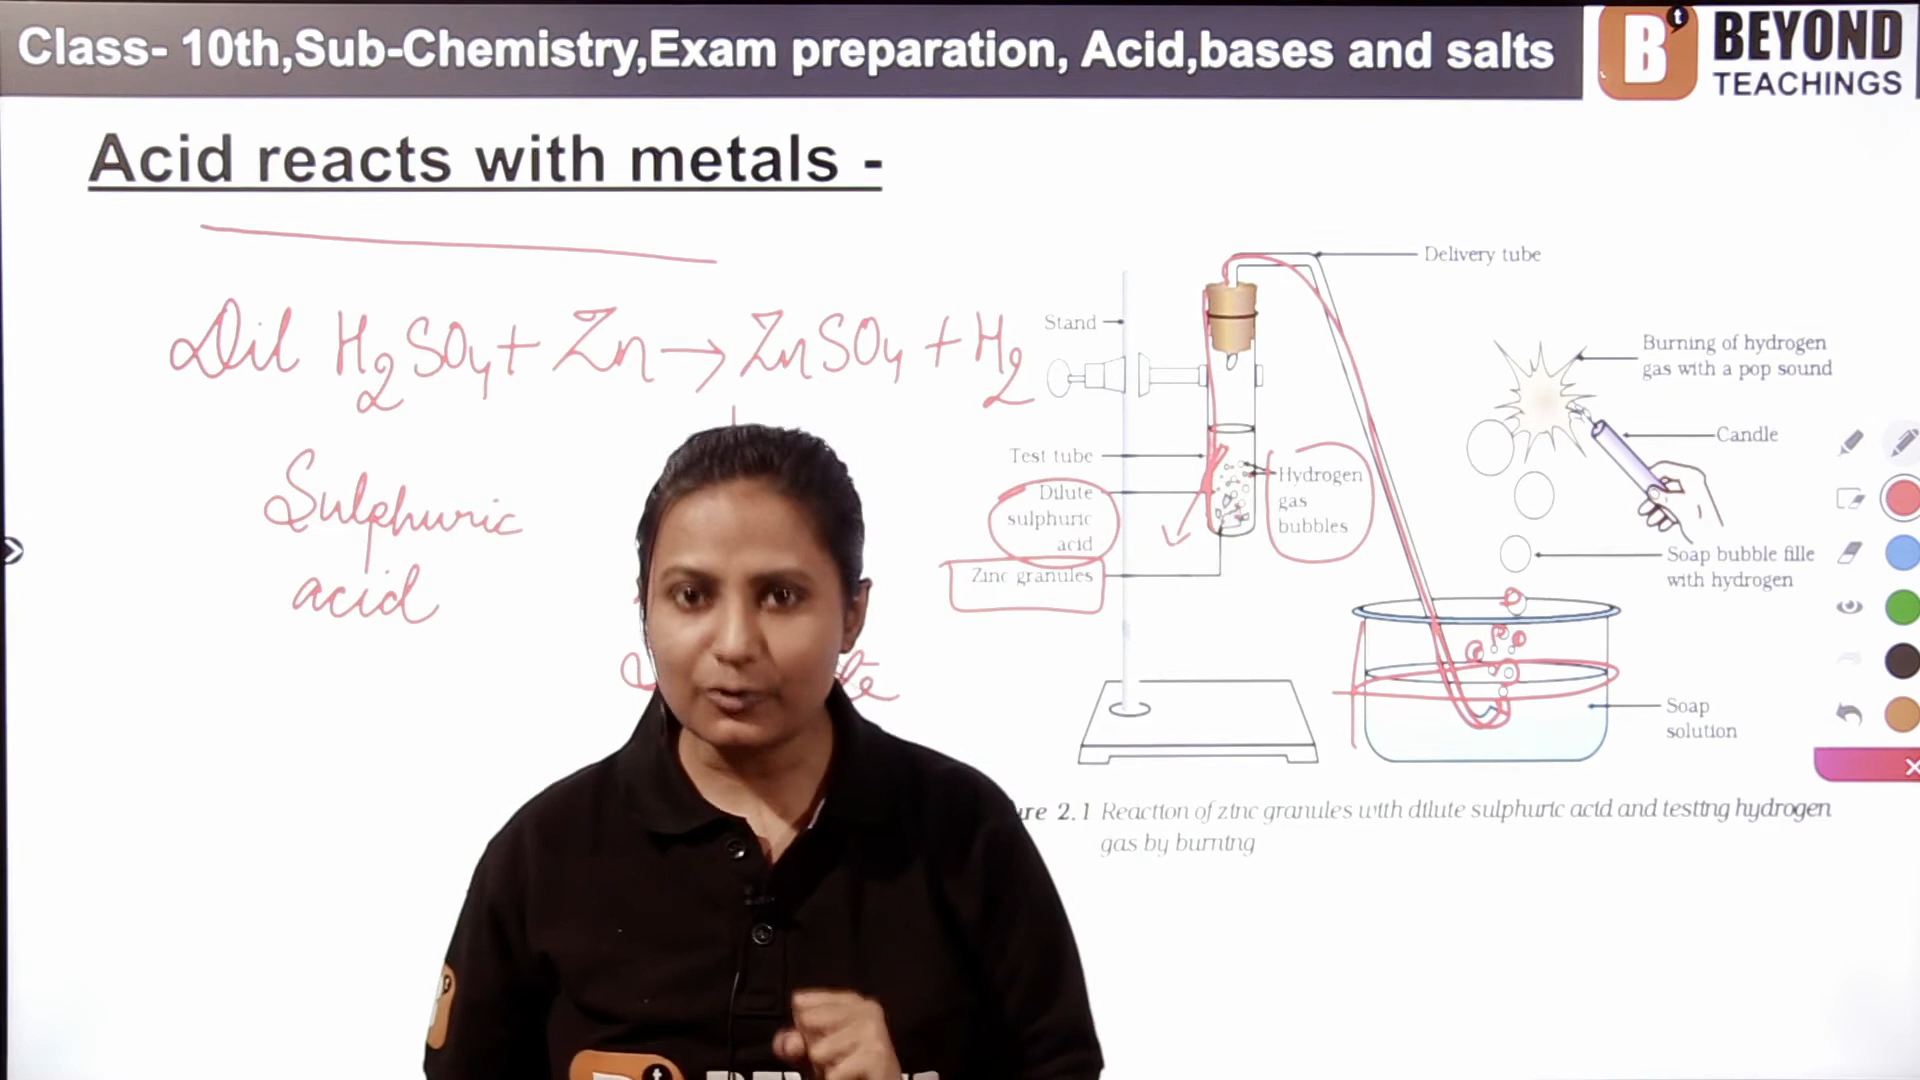 Class- 10th,Sub-Chemistry,Exam preparation, Acid,bases and salts
BEYOND
TEACHINGS
Acid reacts with metals -
Dil H2SO4 + Zn → ZnSO4 + H2
Sulphuric
acid
Delivery tube
Stand
Burning of hydrogen
gas with a pop sound
Candle
Test tube
Dilute
sulphuric
acid
Zinc granules
Hydrogen
gas
bubbles
Soap bubble fille
with hydrogen
Soap
solution
2.1 Reaction of zinc granules with dilute sulphuric acid and testing hydrogen
gas by burning